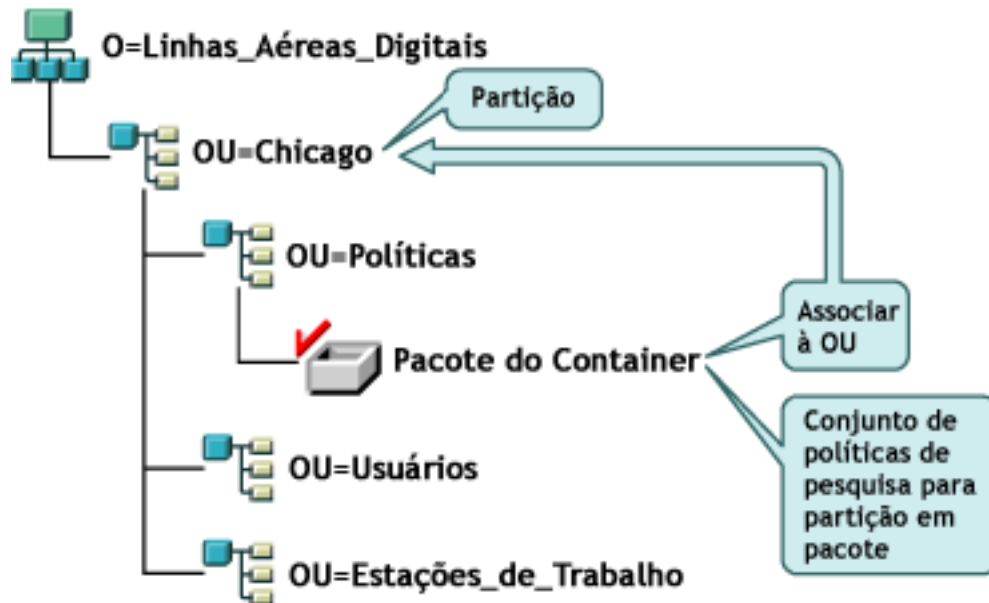 O=Linhas_Aéreas_Digitais
Partição
OU=Chicago
OU=Políticas
Associar
à OU
Pacote do Container
Conjunto de
políticas de
pesquisa para
partição em
pacote
OU=Usuários
OU=Estações_de_Trabalho